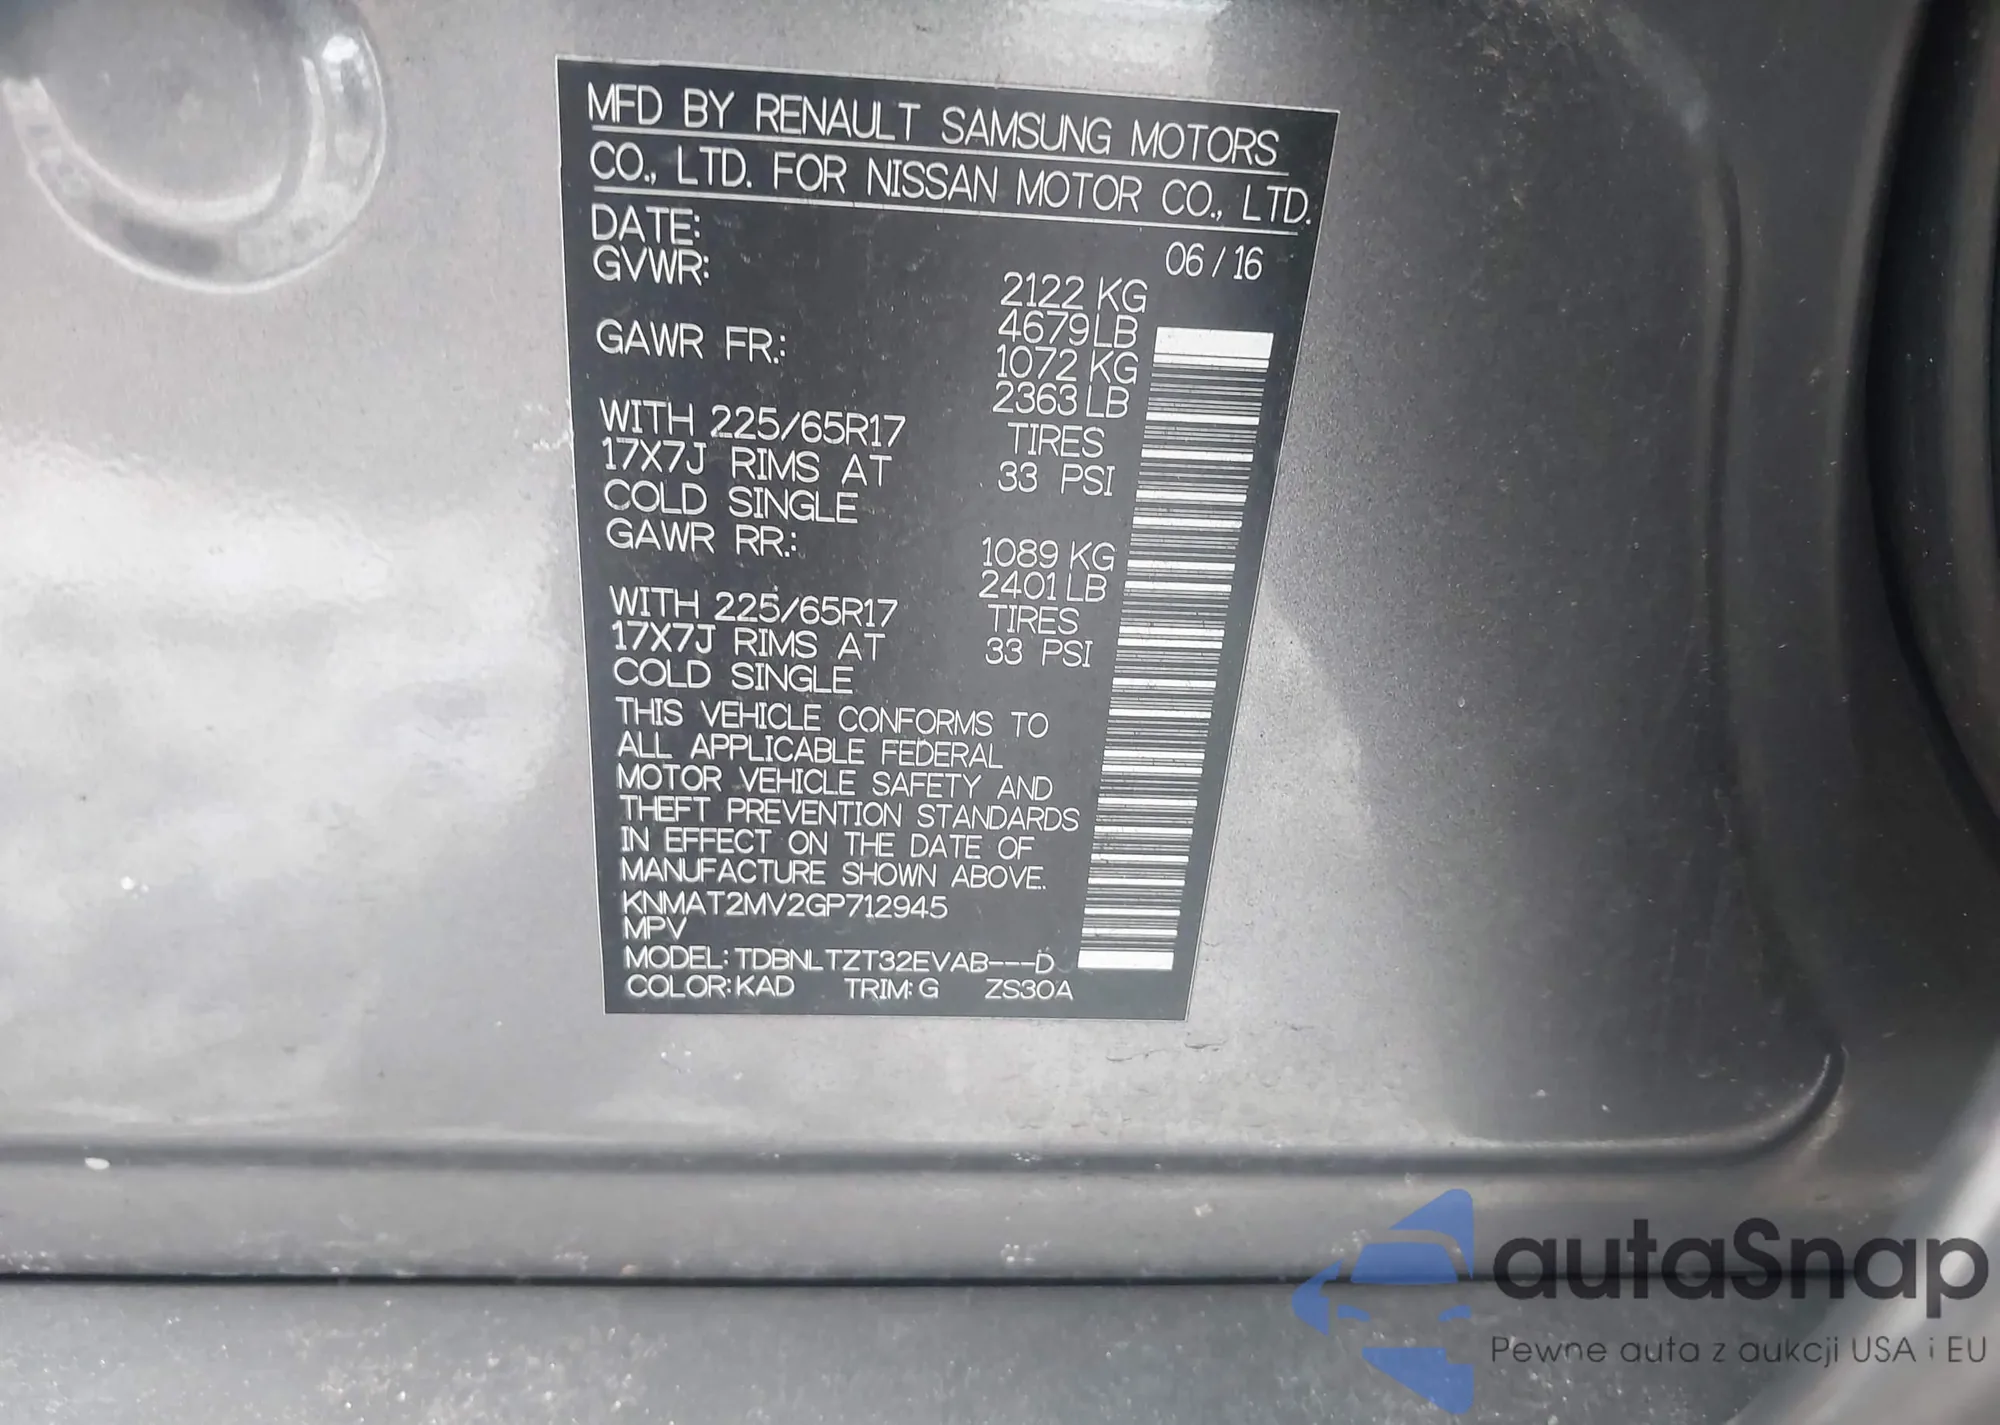 MFD BY RENAULT SAMSUNG MOTORS
CO., LTD. FOR NISSAN MOTOR CO., LTD.
DATE: 06 / 16
GVWR: 2122 KG
4679 LB
GAWR FR.: 1072 KG
2363 LB
WITH 225/65R17 TIRES
17X7J RIMS AT 33 PSI
COLD SINGLE
GAWR RR.: 1089 KG
2401 LB
WITH 225/65R17 TIRES
17X7J RIMS AT 33 PSI
COLD SINGLE
THIS VEHICLE CONFORMS TO
ALL APPLICABLE FEDERAL
MOTOR VEHICLE SAFETY AND
THEFT PREVENTION STANDARDS
IN EFFECT ON THE DATE OF
MANUFACTURE SHOWN ABOVE.
KNMAT2MV2GP712945
MPV
MODEL: TDBNLTZT32EVAB---D
COLOR: KAD TRIM: G ZS30A
autaSnap
Pewne auta z aukcji USA i EU